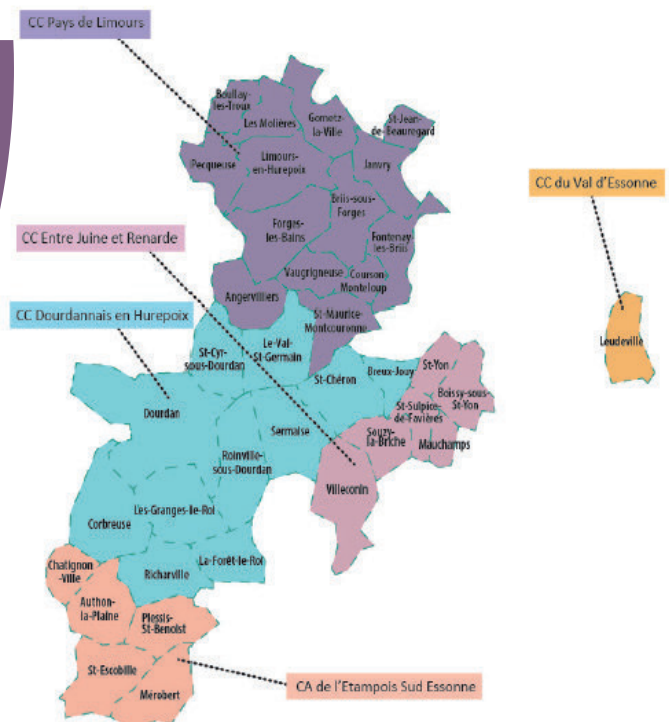 CC Pays de Limours
Boullay-
les-Troux
Les Molières
Gometz-
la-Ville
St-Jean-
de-Beauregard
Pecqueuse
Limours-
en-Hurepoix
Janvry
CC du Val d'Essonne
Briis-sous-
Forges
CC Entre Juine et Renarde
Forges-
les-Bains
Fontenay-
les-Briis
Vaugrigneuse
Courson-
Monteloup
Angervilliers
CC Dourdannais en Hurepoix
St-Maurice-
Montcouronne
Leudeville
St-Cyr-
sous-Dourdan
Le-Val-
St-Germain
St-Chéron
Breux-Jouy
St-Yon
Boissy-sous-
St-Yon
Dourdan
St-Sulpice-
de-Favières
Sermaise
Souzy-
la-Briche
Mauchamps
Roinville-
sous-Dourdan
Villeconin
Les-Granges-le-Roi
Corbreuse
La-Forêt-le-Roi
Chatignon
-Ville
Richarville
Authon-
la-Plaine
Plessis-
St-Benoist
St-Escobille
Mérobert
CA de l'Etampois Sud Essonne